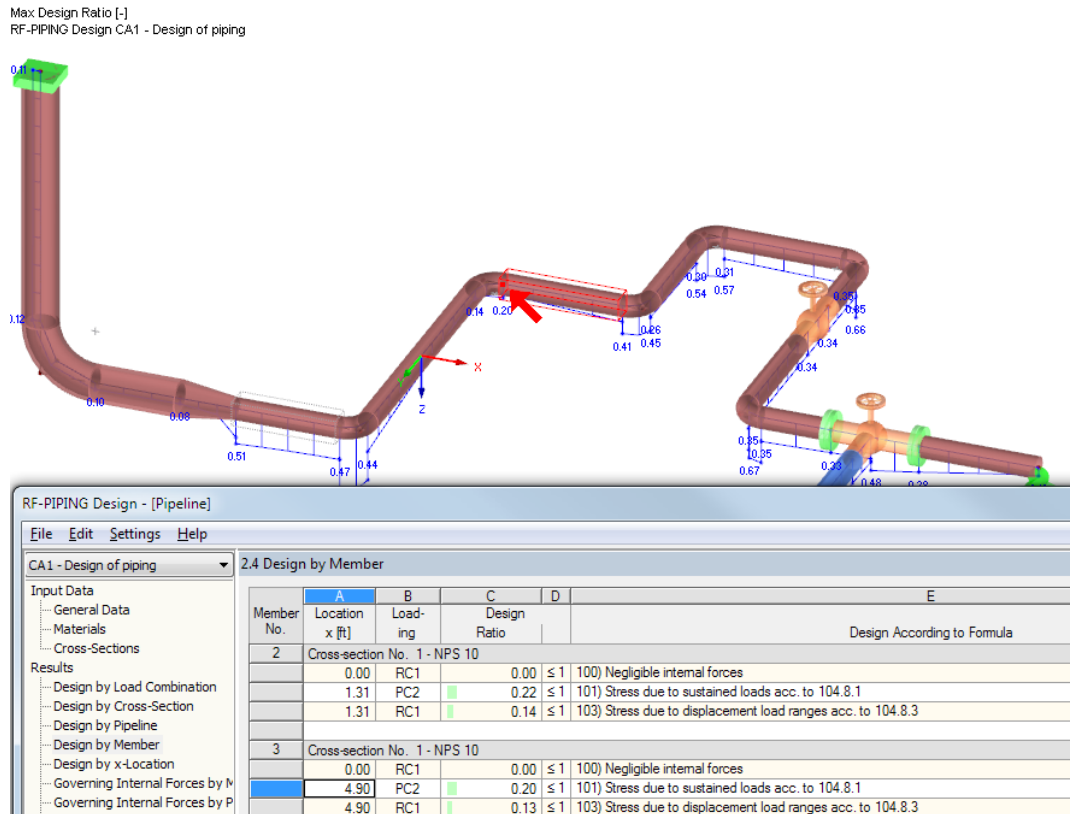 Max Design Ratio [-]
RF-PIPING Design CA1 - Design of piping
0.11
0.30 0.31
0.54 0.57
0.35
0.85
0.14 0.20
0.66
0.12
0.26
0.34
0.41 0.45
X
0.34
Y
Z
0.10
0.08
0.35
0.51
0.35
0.47 0.44
0.67
0.33
0.48 0.38
RF-PIPING Design - [Pipeline]
File Edit Settings Help
CA1 - Design of piping
2.4 Design by Member
Input Data
General Data
Materials
Cross-Sections
Results
Design by Load Combination
Design by Cross-Section
Design by Pipeline
Design by Member
Design by x-Location
Governing Internal Forces by M
Governing Internal Forces by P
A B C D E
Member Location Load- Design
No. x [ft] ing Ratio Design According to Formula
2 Cross-section No. 1 - NPS 10
0.00 RC1 0.00 ≤ 1 100) Negligible internal forces
1.31 PC2 0.22 ≤ 1 101) Stress due to sustained loads acc. to 104.8.1
1.31 RC1 0.14 ≤ 1 103) Stress due to displacement load ranges acc. to 104.8.3
3 Cross-section No. 1 - NPS 10
0.00 RC1 0.00 ≤ 1 100) Negligible internal forces
4.90 PC2 0.20 ≤ 1 101) Stress due to sustained loads acc. to 104.8.1
4.90 RC1 0.13 ≤ 1 103) Stress due to displacement load ranges acc. to 104.8.3